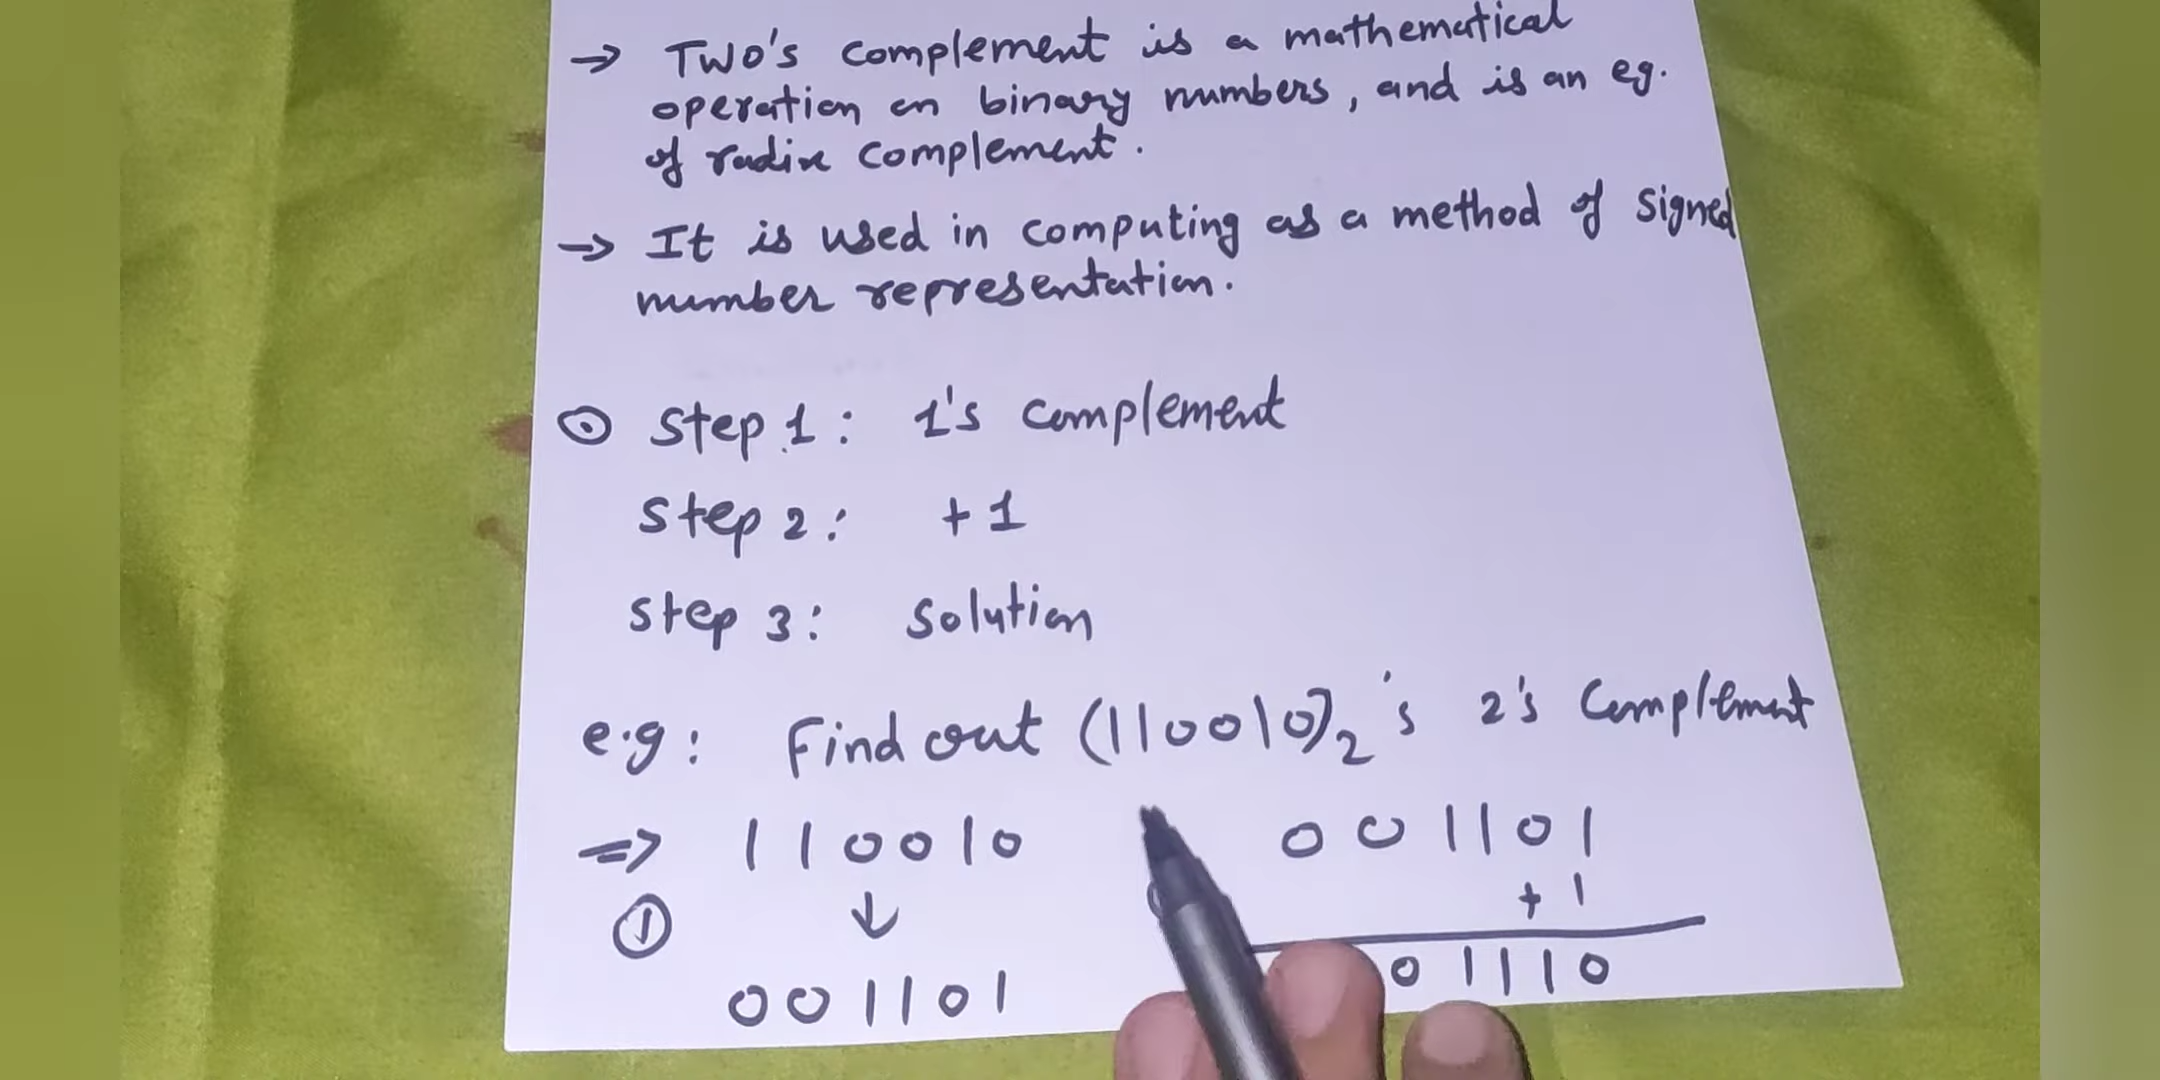 → Two's complement is a mathematical
operation on binary numbers, and is an eg.
of radix complement.
→ It is used in computing as a method of signed
number representation.
⊙ Step 1: 1's complement
Step 2: +1
Step 3: Solution
e.g: Find out (110010)₂'s 2's Complement
=> 110010
① ↓
001101
001101
+ 1
01110